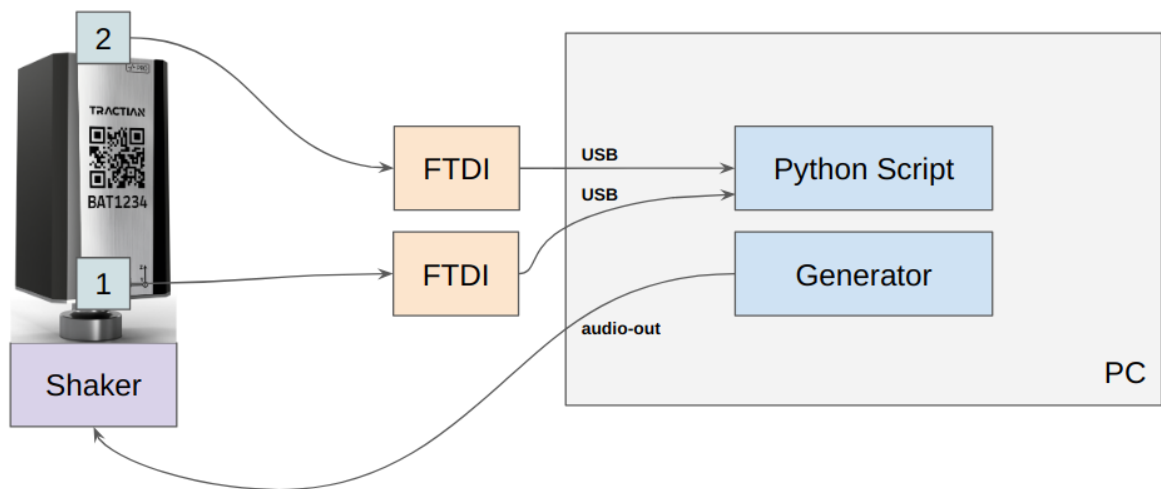 2
TRACTIAN
BAT1234
1
Shaker
FTDI
USB
Python Script
USB
FTDI
Generator
audio-out
PC